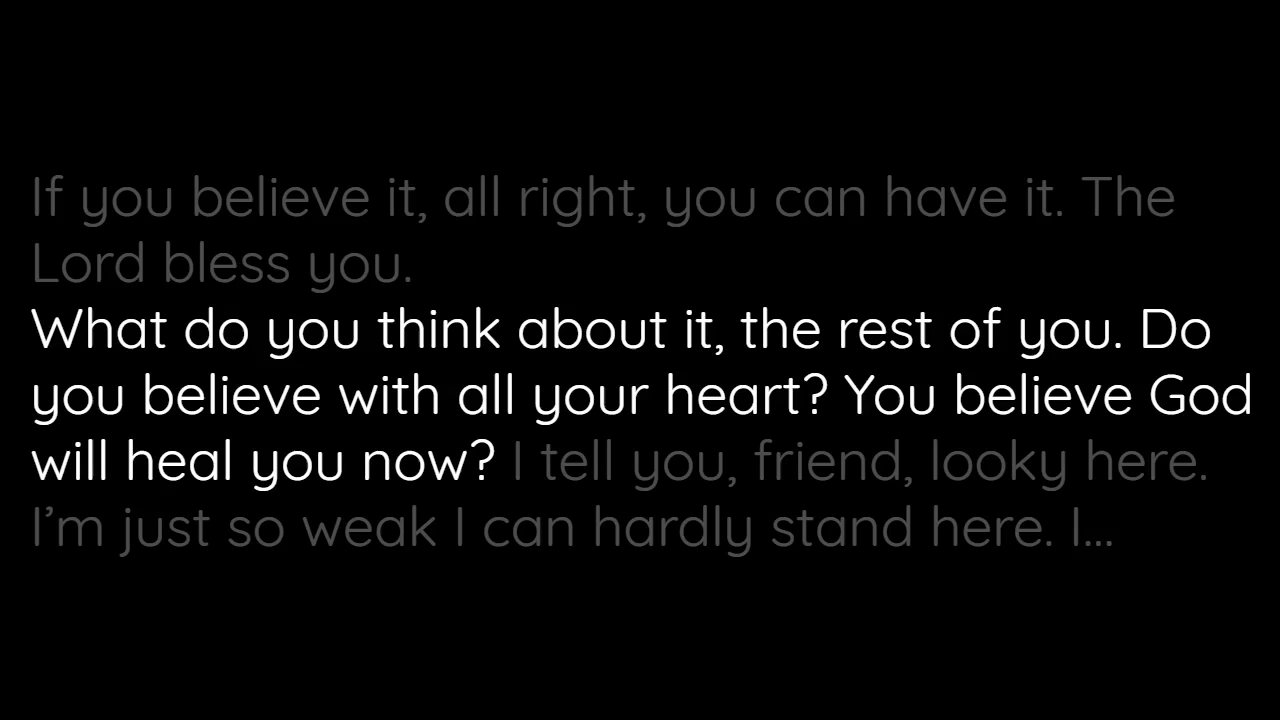 If you believe it, all right, you can have it. The
Lord bless you.
What do you think about it, the rest of you. Do
you believe with all your heart? You believe God
will heal you now? I tell you, friend, looky here.
I’m just so weak I can hardly stand here. I...